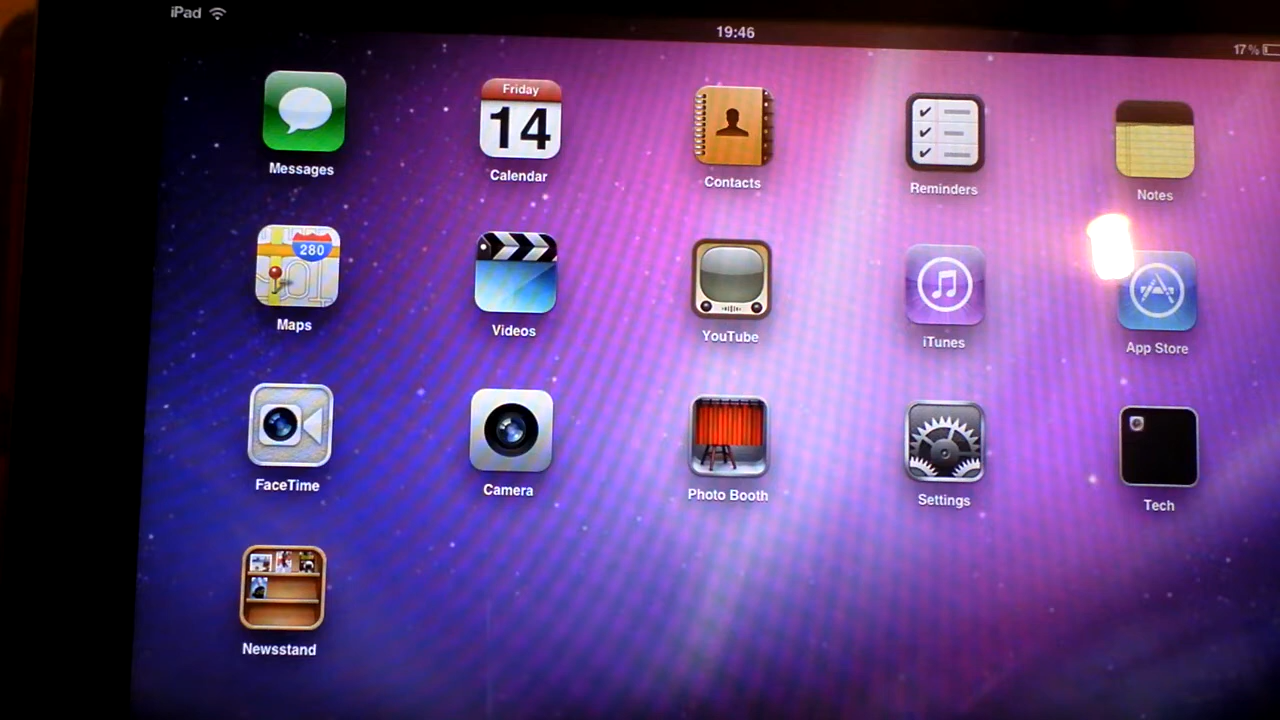 iPad
19:46
17%
Friday
14
Messages
Calendar
Contacts
Reminders
Notes
280
Maps
Videos
YouTube
iTunes
App Store
FaceTime
Camera
Photo Booth
Settings
Tech
Newsstand